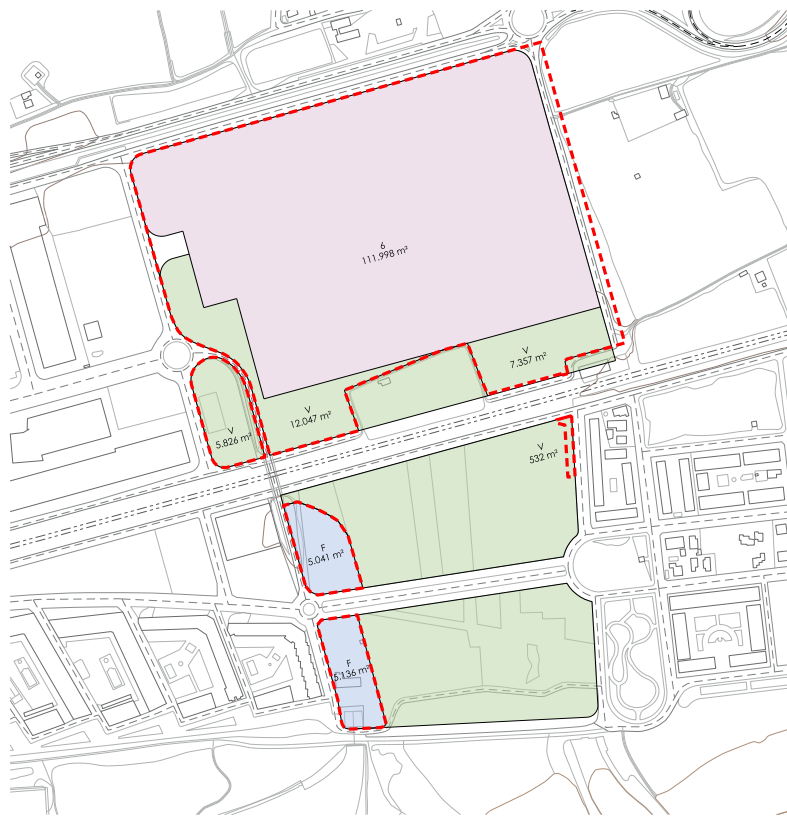 6
111.998 m²
V
7.357 m²
V
12.047 m²
V
5.826 m²
V
532 m²
F
5.041 m²
F
5.136 m²